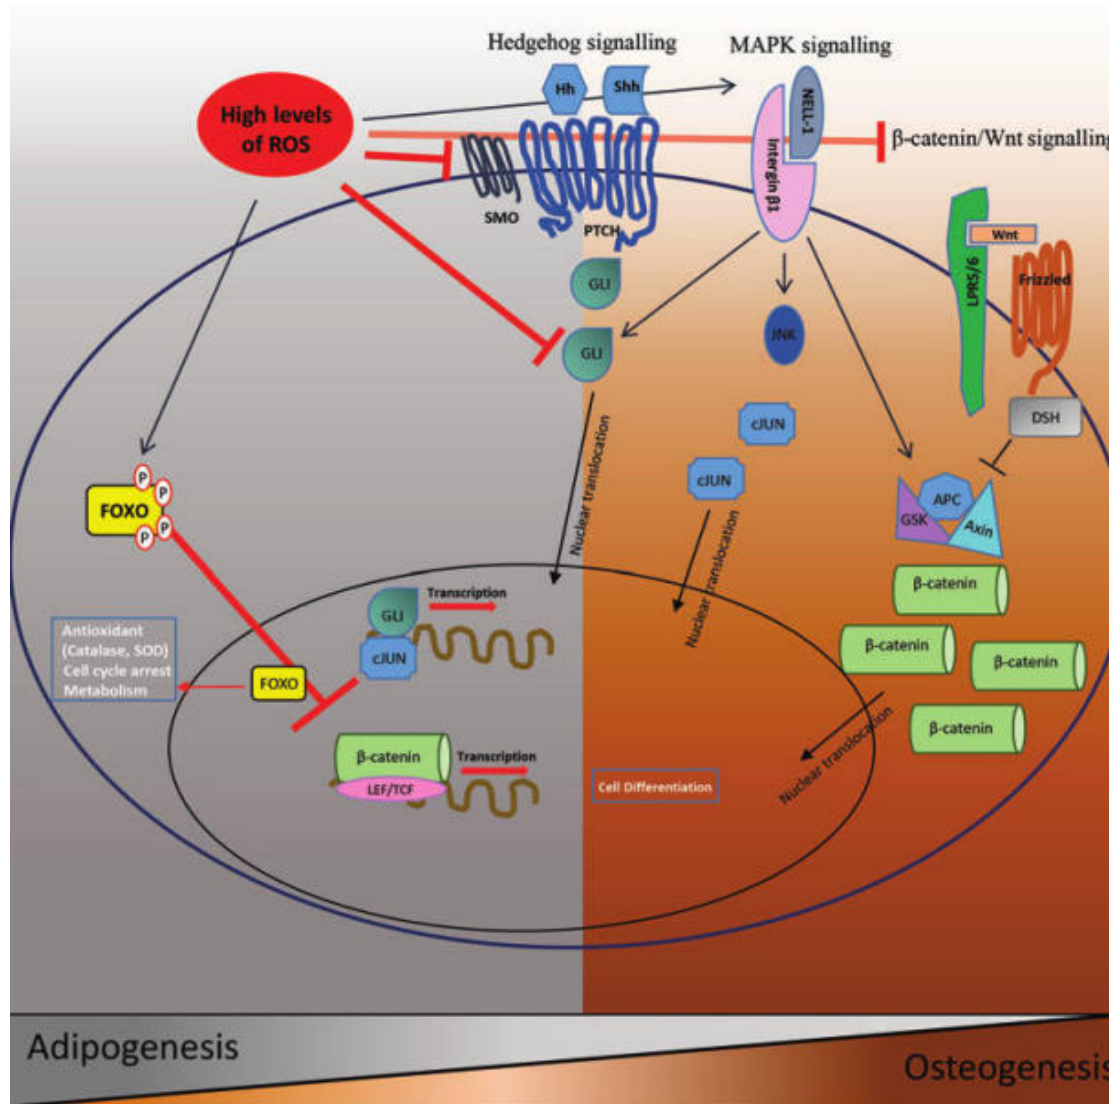 Hedgehog signalling
MAPK signalling
High levels
of ROS
Hh
Shh
NELL-1
Intergin β1
β-catenin/Wnt signalling
SMO
PTCH
Wnt
LPR5/6
Frizzled
GLI
GLI
JNK
DSH
cJUN
cJUN
APC
GSK
Axin
P
P
P
P
FOXO
Nuclear translocation
Nuclear translocation
β-catenin
β-catenin
β-catenin
β-catenin
Nuclear translocation
Transcription
GLI
cJUN
Antioxidant
(Catalase, SOD)
Cell cycle arrest
Metabolism
FOXO
β-catenin
Transcription
LEF/TCF
Cell Differentiation
Adipogenesis
Osteogenesis